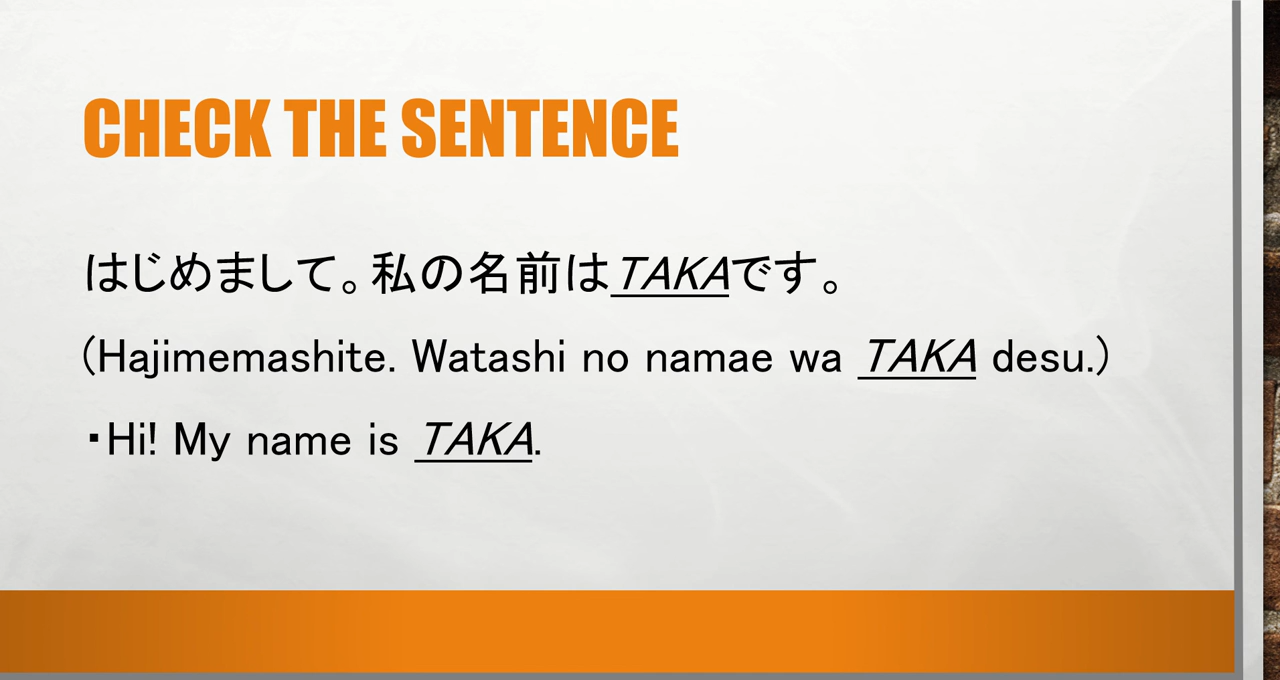 CHECK THE SENTENCE
はじめまして。私の名前はTAKAです。
(Hajimemashite. Watashi no namae wa TAKA desu.)
・Hi! My name is TAKA.